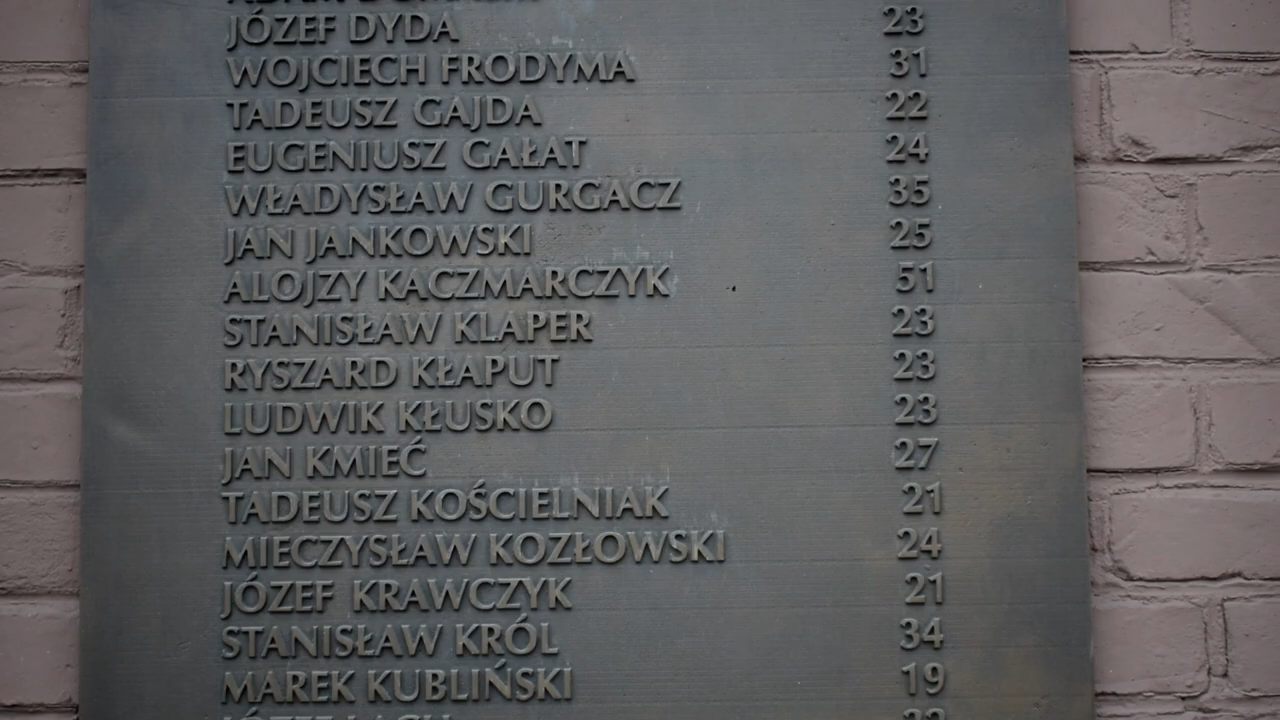 JÓZEF DYDA 23
WOJCIECH FRODYMA 31
TADEUSZ GAJDA 22
EUGENIUSZ GAŁAT 24
WŁADYSŁAW GURGACZ 35
JAN JANKOWSKI 25
ALOJZY KACZMARCZYK 51
STANISŁAW KLAPER 23
RYSZARD KŁAPUT 23
LUDWIK KŁUSKO 23
JAN KMIEĆ 27
TADEUSZ KOŚCIELNIAK 21
MIECZYSŁAW KOZŁOWSKI 24
JÓZEF KRAWCZYK 21
STANISŁAW KRÓL 34
MAREK KUBLIŃSKI 19